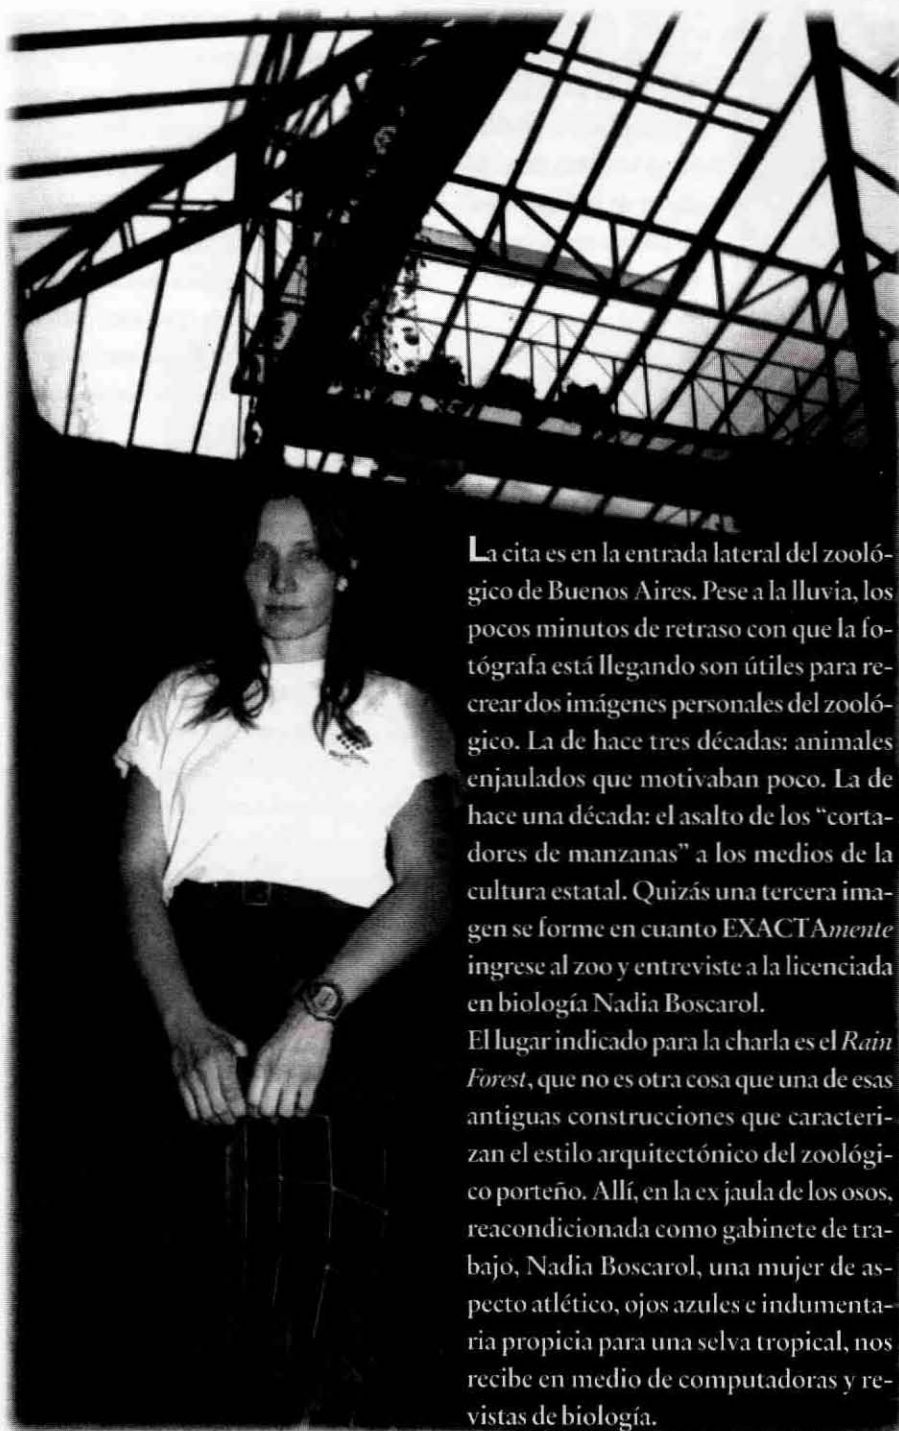 La cita es en la entrada lateral del zooló-
gico de Buenos Aires. Pese a la lluvia, los
pocos minutos de retraso con que la fo-
tógrafa está llegando son útiles para re-
crear dos imágenes personales del zooló-
gico. La de hace tres décadas: animales
enjaulados que motivaban poco. La de
hace una década: el asalto de los “corta-
dores de manzanas” a los medios de la
cultura estatal. Quizás una tercera ima-
gen se forme en cuanto EXACTAmente
ingrese al zoo y entreviste a la licenciada
en biología Nadia Boscarol.
El lugar indicado para la charla es el Rain
Forest, que no es otra cosa que una de esas
antiguas construcciones que caracteri-
zan el estilo arquitectónico del zoológi-
co porteño. Allí, en la ex jaula de los osos,
reacondicionada como gabinete de tra-
bajo, Nadia Boscarol, una mujer de as-
pecto atlético, ojos azules e indumenta-
ria propicia para una selva tropical, nos
recibe en medio de computadoras y re-
vistas de biología.